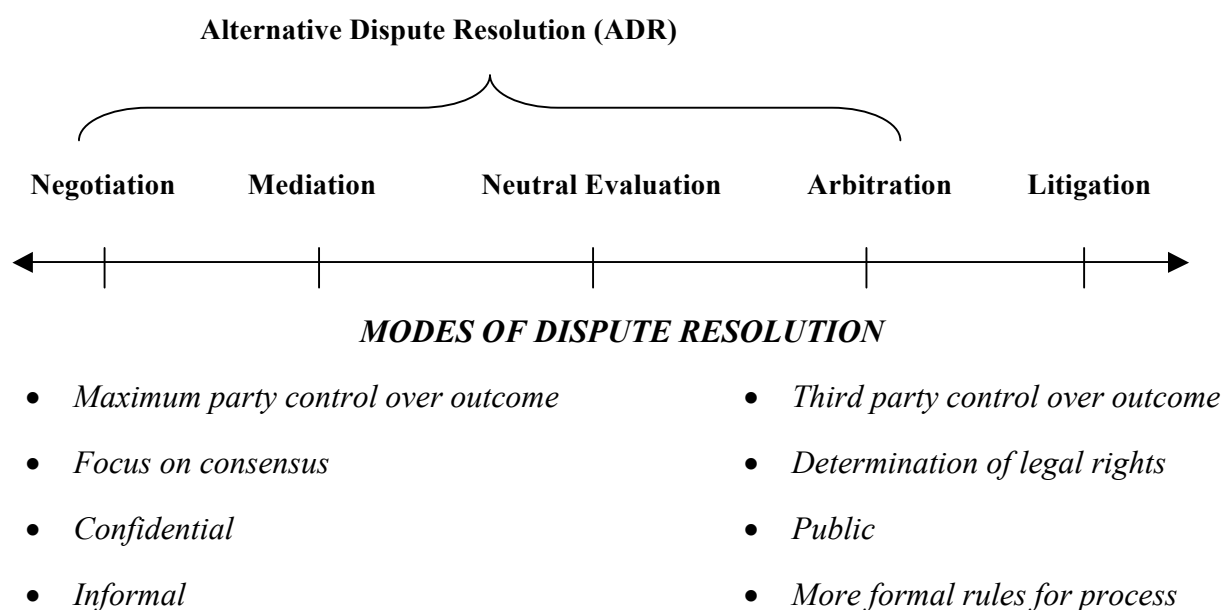 Alternative Dispute Resolution (ADR)
Negotiation Mediation Neutral Evaluation Arbitration Litigation
MODES OF DISPUTE RESOLUTION
• Maximum party control over outcome
• Focus on consensus
• Confidential
• Informal
• Third party control over outcome
• Determination of legal rights
• Public
• More formal rules for process